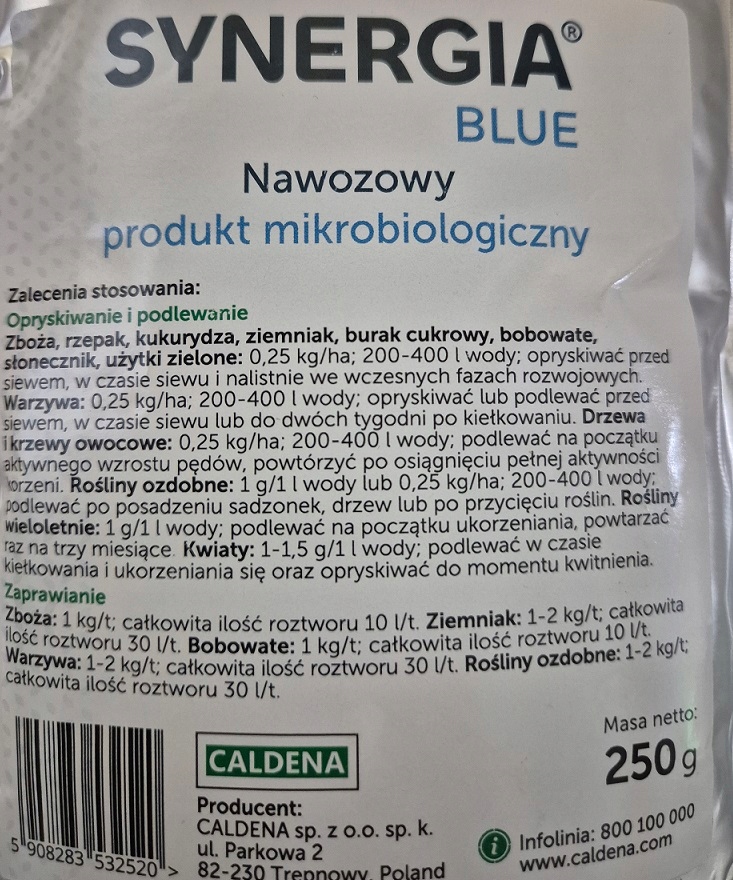 SYNERGIA®
BLUE
Nawozowy
produkt mikrobiologiczny
Zalecenia stosowania:
Opryskiwanie i podlewanie
Zboża, rzepak, kukurydza, ziemniak, burak cukrowy, bobowate,
słonecznik, użytki zielone: 0,25 kg/ha; 200-400 l wody; opryskiwać przed
siewem, w czasie siewu i nalistnie we wczesnych fazach rozwojowych.
Warzywa: 0,25 kg/ha; 200-400 l wody; opryskiwać lub podlewać przed
siewem, w czasie siewu lub do dwóch tygodni po kiełkowaniu. Drzewa
i krzewy owocowe: 0,25 kg/ha; 200-400 l wody; podlewać na początku
aktywnego wzrostu pędów, powtórzyć po osiągnięciu pełnej aktywności
korzeni. Rośliny ozdobne: 1 g/1 l wody lub 0,25 kg/ha; 200-400 l wody;
podlewać po posadzeniu sadzonek, drzew lub po przycięciu roślin. Rośliny
wieloletnie: 1 g/1 l wody; podlewać na początku ukorzeniania, powtarzać
raz na trzy miesiące. Kwiaty: 1-1,5 g/1 l wody; podlewać w czasie
kiełkowania i ukorzeniania się oraz opryskiwać do momentu kwitnienia.
Zaprawianie
Zboża: 1 kg/t; całkowita ilość roztworu 10 l/t. Ziemniak: 1-2 kg/t; całkowita
ilość roztworu 30 l/t. Bobowate: 1 kg/t; całkowita ilość roztworu 10 l/t.
Warzywa: 1-2 kg/t; całkowita ilość roztworu 30 l/t. Rośliny ozdobne: 1-2 kg/t;
całkowita ilość roztworu 30 l/t.
Masa netto:
250 g
CALDENA
Producent:
CALDENA sp. z o.o. sp. k.
ul. Parkowa 2
82-230 Trępnowy, Poland
5 908283 532520 >
i Infolinia: 800 100 000
www.caldena.com